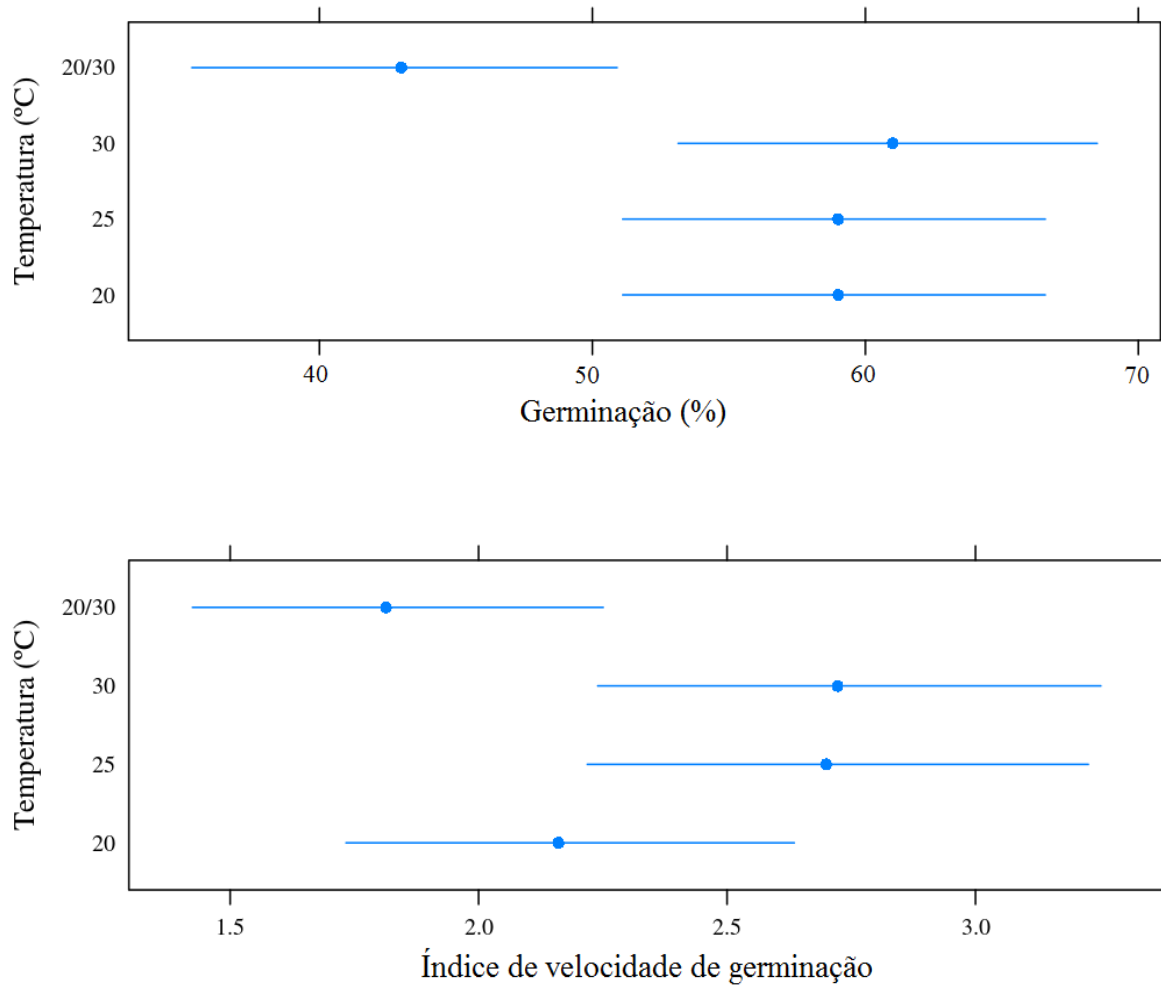 Temperatura (ºC)
20/30
30
25
20
40 50 60 70
Germinação (%)
Temperatura (ºC)
20/30
30
25
20
1.5 2.0 2.5 3.0
Índice de velocidade de germinação